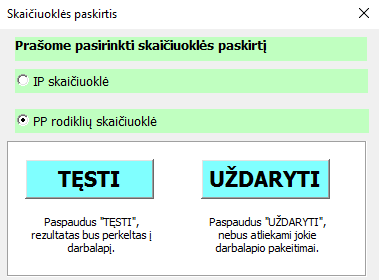 Skaičiuoklės paskirtis
Prašome pasirinkti skaičiuoklės paskirtį
IP skaičiuoklė
PP rodiklių skaičiuoklė
TĘSTI
UŽDARYTI
Paspaudus "TĘSTI",
rezultatas bus perkeltas į
darbalapį.
Paspaudus "UŽDARYTI",
nebus atliekami jokie
darbalapio pakeitimai.